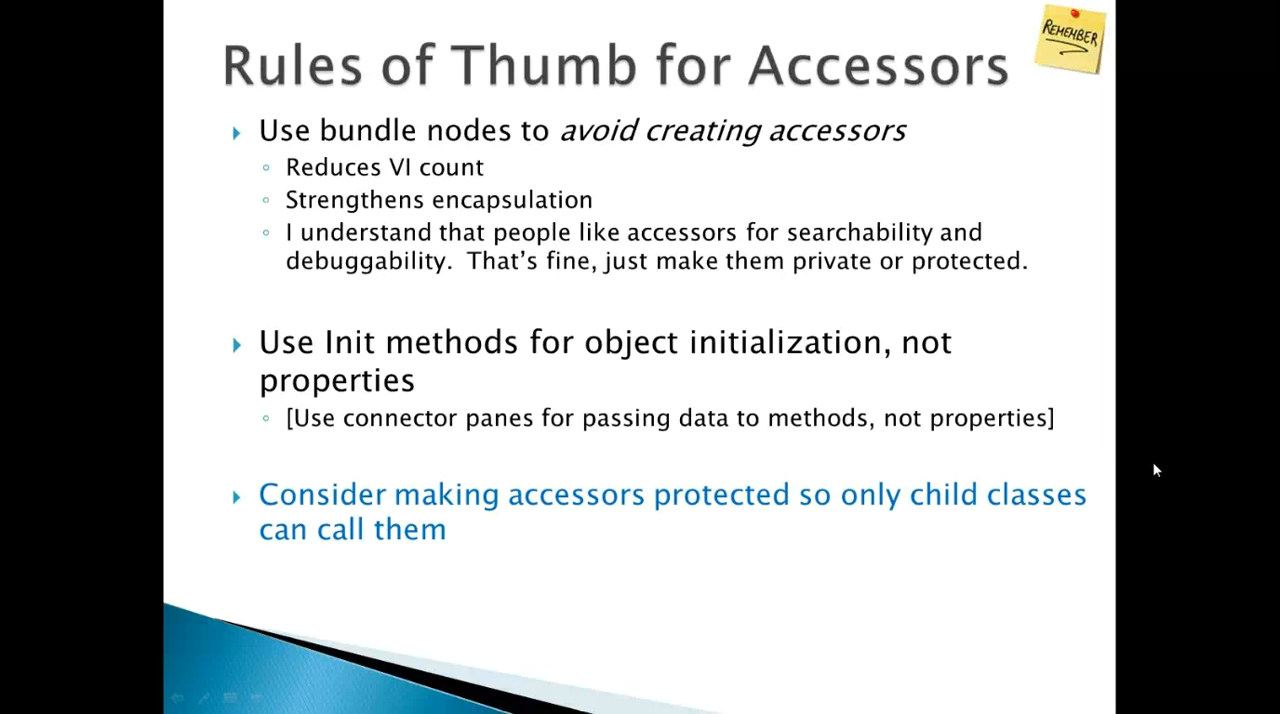 Rules of Thumb for Accessors
REMEMBER
Use bundle nodes to avoid creating accessors
Reduces VI count
Strengthens encapsulation
I understand that people like accessors for searchability and
debuggability.  That’s fine, just make them private or protected.
Use Init methods for object initialization, not
properties
[Use connector panes for passing data to methods, not properties]
Consider making accessors protected so only child classes
can call them